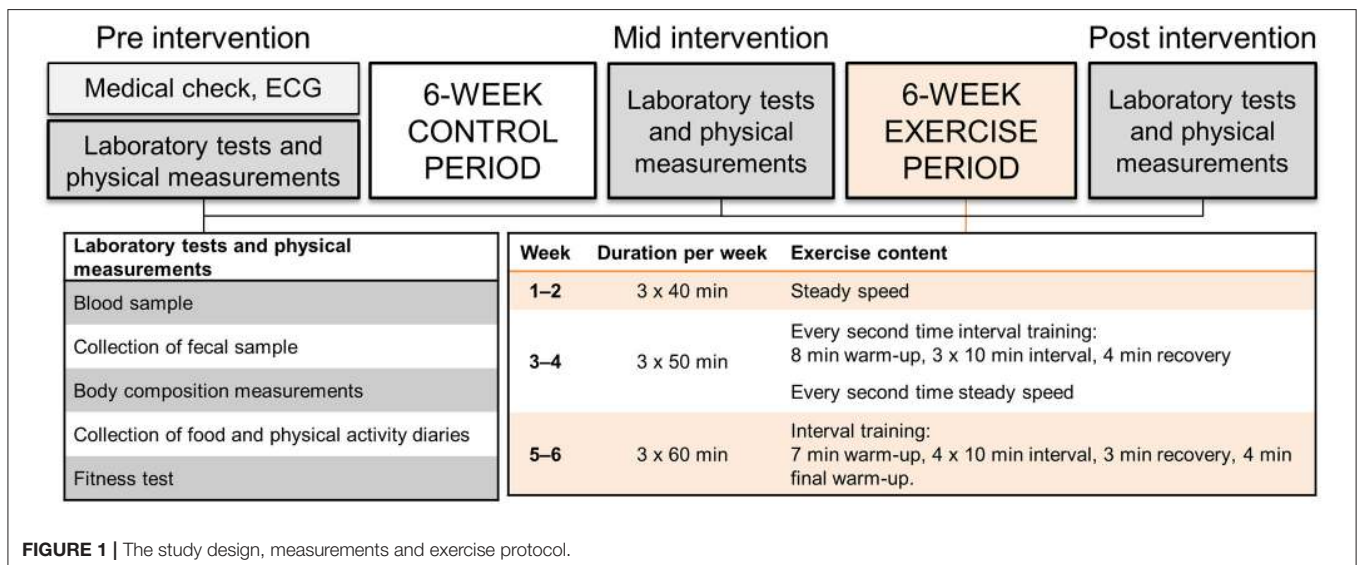 Pre intervention
Mid intervention
Post intervention
Medical check, ECG
Laboratory tests and
physical measurements
6-WEEK
CONTROL
PERIOD
Laboratory tests
and physical
measurements
6-WEEK
EXERCISE
PERIOD
Laboratory tests
and physical
measurements
Laboratory tests and physical
measurements
Blood sample
Collection of fecal sample
Body composition measurements
Collection of food and physical activity diaries
Fitness test
Week Duration per week Exercise content
1–2 3 x 40 min Steady speed
3–4 3 x 50 min Every second time interval training:
8 min warm-up, 3 x 10 min interval, 4 min recovery
Every second time steady speed
5–6 3 x 60 min Interval training:
7 min warm-up, 4 x 10 min interval, 3 min recovery, 4 min
final warm-up.
FIGURE 1 | The study design, measurements and exercise protocol.